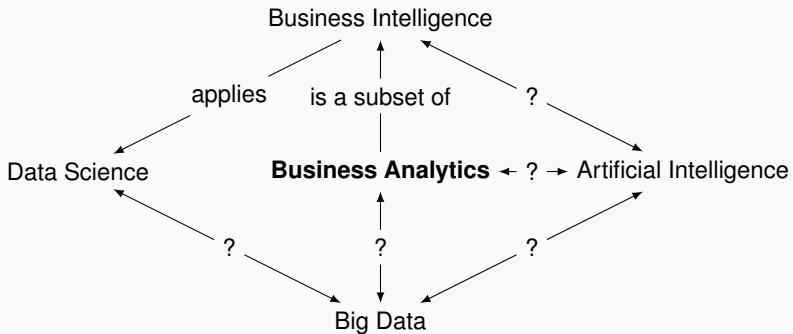 Business Intelligence
applies
is a subset of
?
Data Science
Business Analytics
?
Artificial Intelligence
?
?
?
Big Data